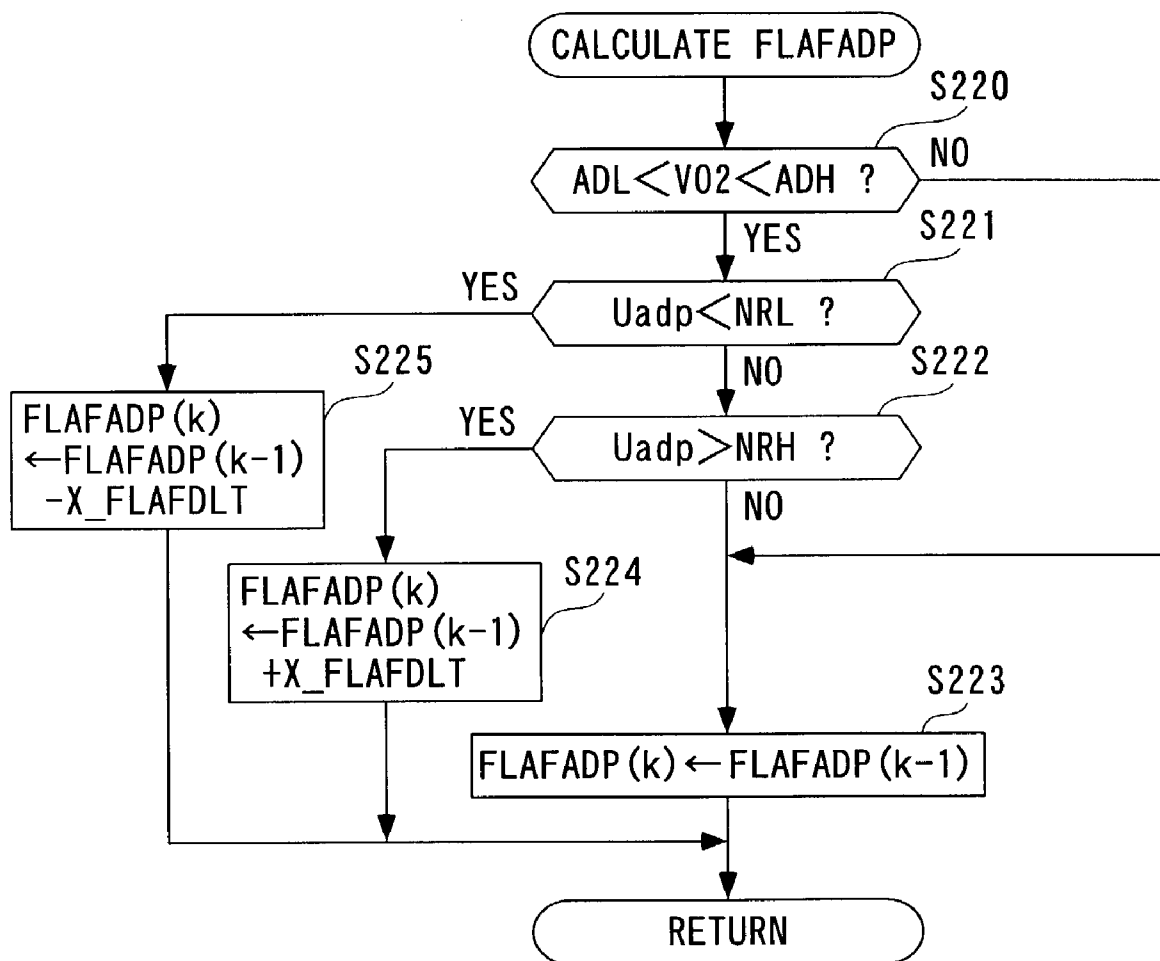 CALCULATE FLAFADP
S220
ADL<VO2<ADH ?
NO
YES
S221
Uadp<NRL ?
YES
NO
S222
Uadp>NRH ?
YES
NO
S225
FLAFADP(k)
←FLAFADP(k-1)
-X_FLAFDLT
S224
FLAFADP(k)
←FLAFADP(k-1)
+X_FLAFDLT
S223
FLAFADP(k)←FLAFADP(k-1)
RETURN